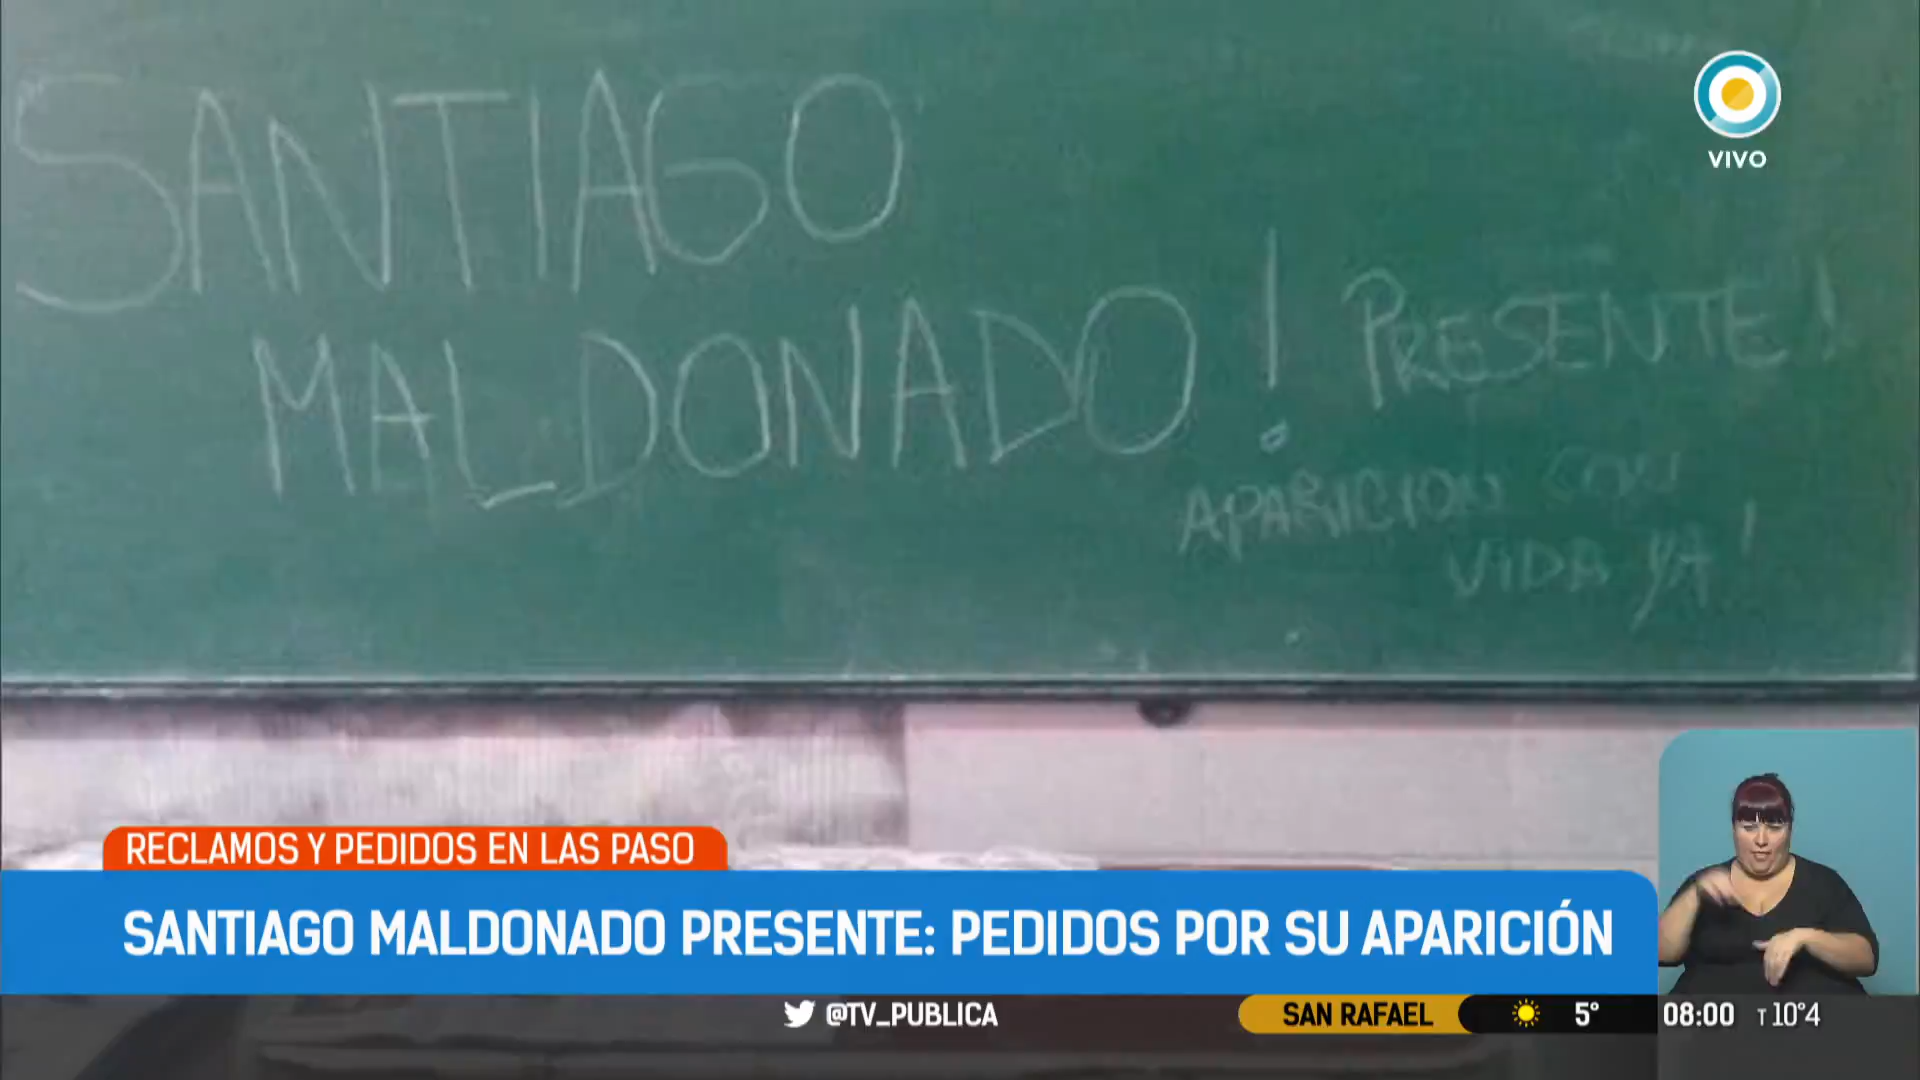 SANTIAGO
MALDONADO! PRESENTE!
APARICION CON
VIDA YA!
VIVO
RECLAMOS Y PEDIDOS EN LAS PASO
SANTIAGO MALDONADO PRESENTE: PEDIDOS POR SU APARICIÓN
@TV_PUBLICA SAN RAFAEL 5° 08:00 T 10°4